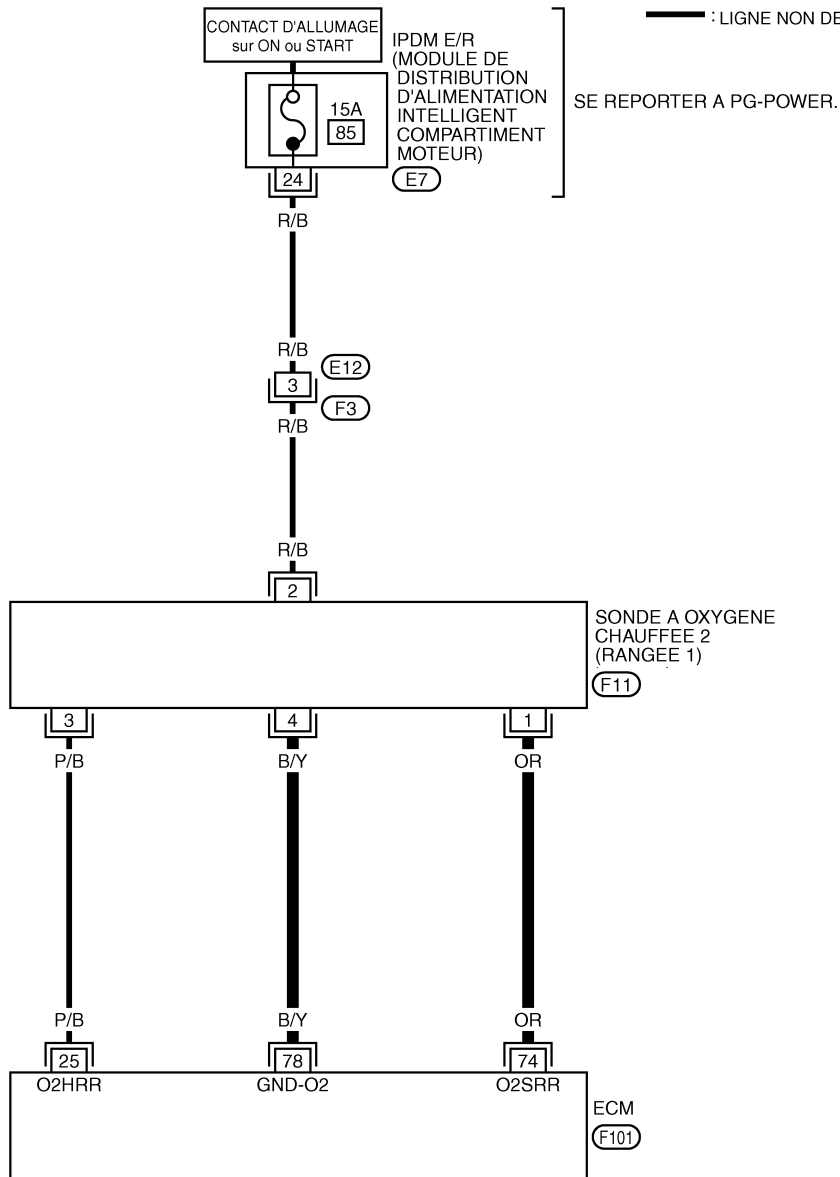 CONTACT D'ALLUMAGE
sur ON ou START
: LIGNE NON DE
IPDM E/R
(MODULE DE
DISTRIBUTION
D'ALIMENTATION
INTELLIGENT
COMPARTIMENT
MOTEUR)
E7
SE REPORTER A PG-POWER.
15A
85
24
R/B
R/B
E12
3
F3
R/B
R/B
2
SONDE A OXYGENE
CHAUFFEE 2
(RANGEE 1)
F11
3 4 1
P/B B/Y OR
P/B B/Y OR
25 78 74
O2HRR GND-O2 O2SRR
ECM
F101